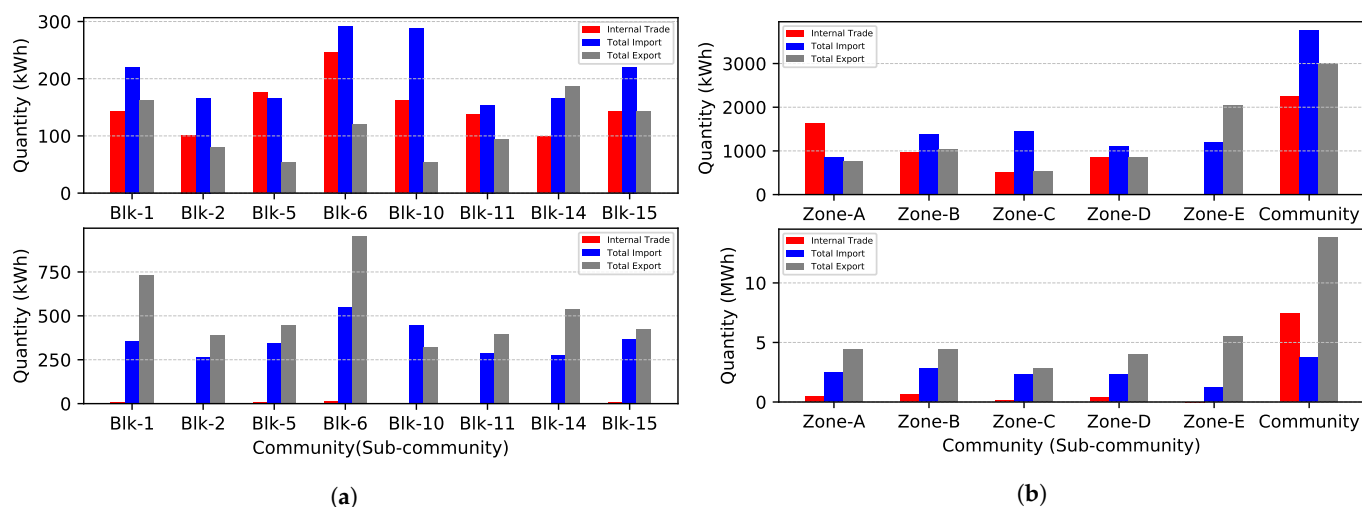 Quantity (kWh)
300
200
100
0
Internal Trade
Total Import
Total Export
Blk-1 Blk-2 Blk-5 Blk-6 Blk-10 Blk-11 Blk-14 Blk-15
Quantity (kWh)
750
500
250
0
Internal Trade
Total Import
Total Export
Blk-1 Blk-2 Blk-5 Blk-6 Blk-10 Blk-11 Blk-14 Blk-15
Community(Sub-community)
(a)
Quantity (kWh)
3000
2000
1000
0
Internal Trade
Total Import
Total Export
Zone-A Zone-B Zone-C Zone-D Zone-E Community
Quantity (MWh)
10
5
0
Internal Trade
Total Import
Total Export
Zone-A Zone-B Zone-C Zone-D Zone-E Community
Community (Sub-community)
(b)